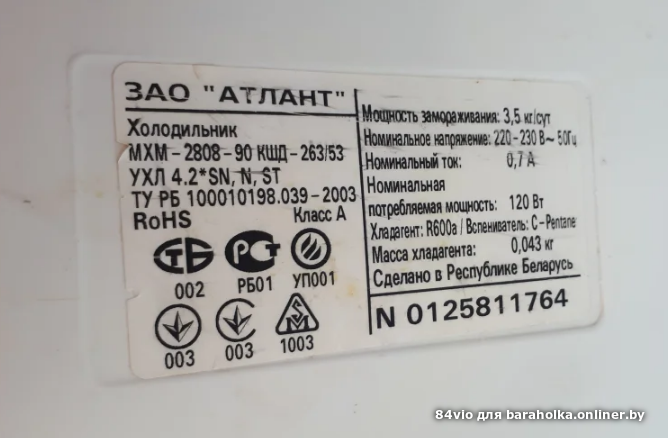 ЗАО "АТЛАНТ"
Холодильник
МХМ - 2808 - 90 КШД - 263/53
УХЛ 4.2*SN, N, ST
ТУ РБ 100010198.039 - 2003
RoHS Класс А
СТБ РСТ
002 РБ01 УП001
003 003 1003
Мощность замораживания: 3,5 кг/сут
Номинальное напряжение: 220 - 230 В~ 50Гц
Номинальный ток: 0,7 А
Номинальная
потребляемая мощность: 120 Вт
Хладагент: R600a / Вспениватель: C - Pentane
Масса хладагента: 0,043 кг
Сделано в Республике Беларусь
N 0125811764
84vio для baraholka.onliner.by